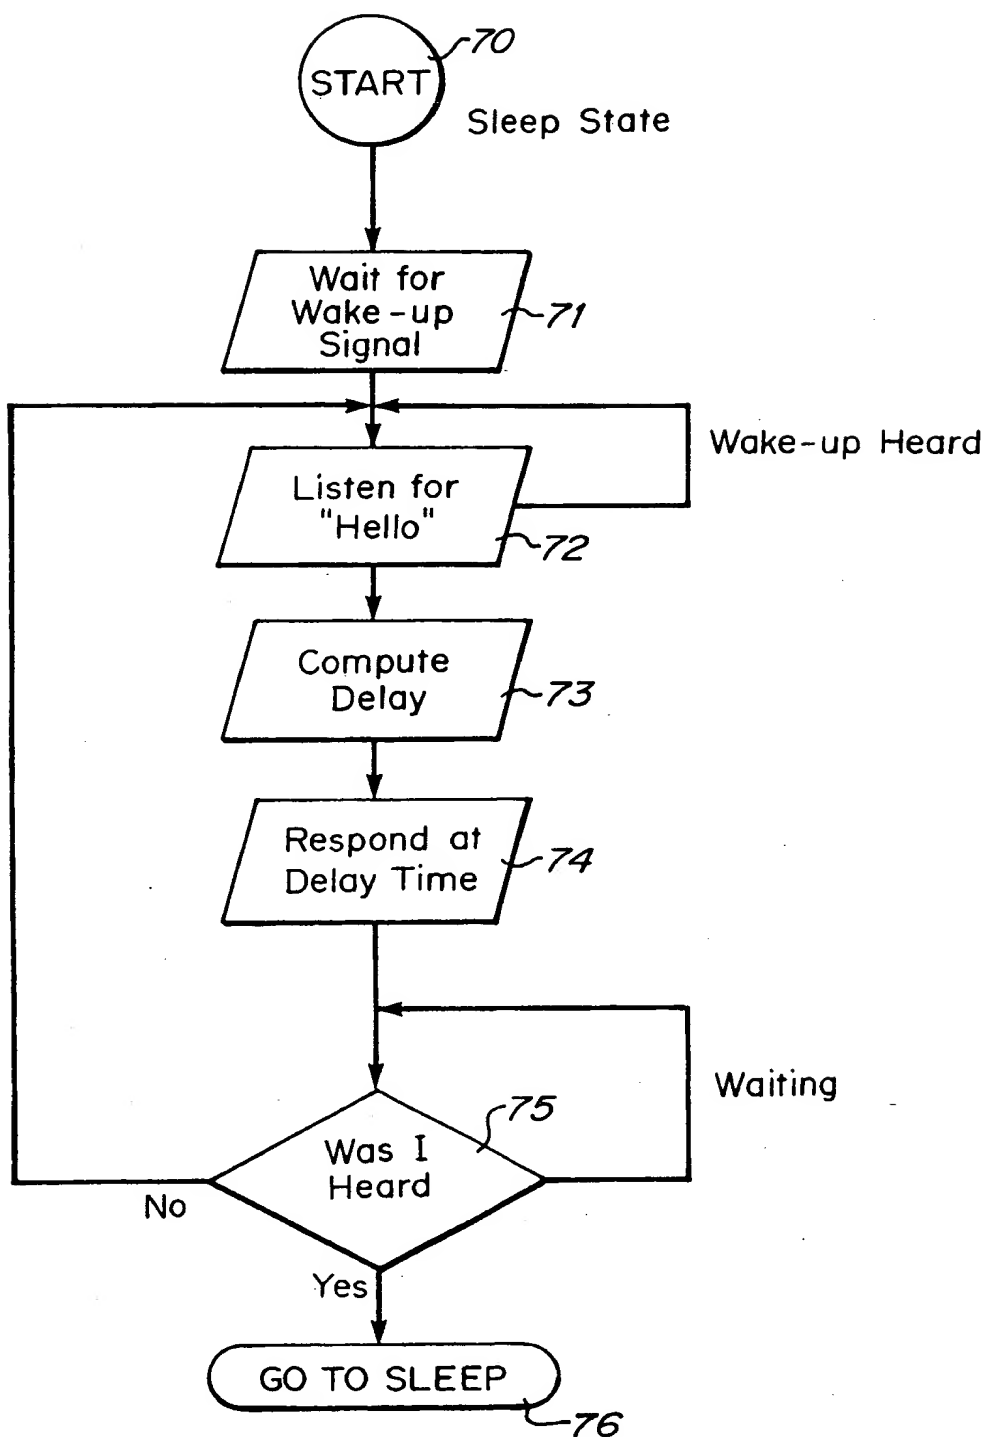 70
START
Sleep State
Wait for
Wake-up
Signal
71
Wake-up Heard
Listen for
"Hello"
72
Compute
Delay
73
Respond at
Delay Time
74
Waiting
75
Was I
Heard
No
Yes
GO TO SLEEP
76